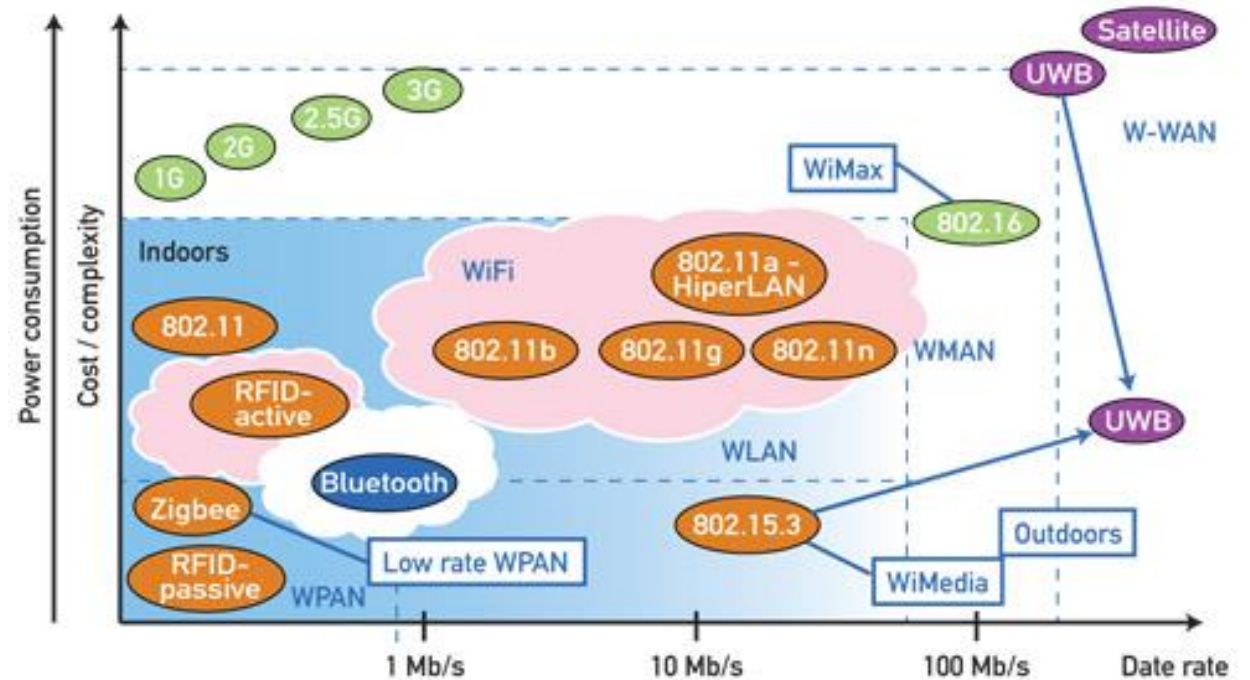 Satellite
UWB
3G
2.5G
2G
1G
W-WAN
WiMax
802.16
Indoors
WiFi
802.11a -
HiperLAN
802.11
802.11b
802.11g
802.11n
WMAN
RFID-
active
UWB
WLAN
Bluetooth
Zigbee
802.15.3
Outdoors
Low rate WPAN
RFID-
passive
WiMedia
WPAN
Power consumption
Cost / complexity
1 Mb/s
10 Mb/s
100 Mb/s
Date rate